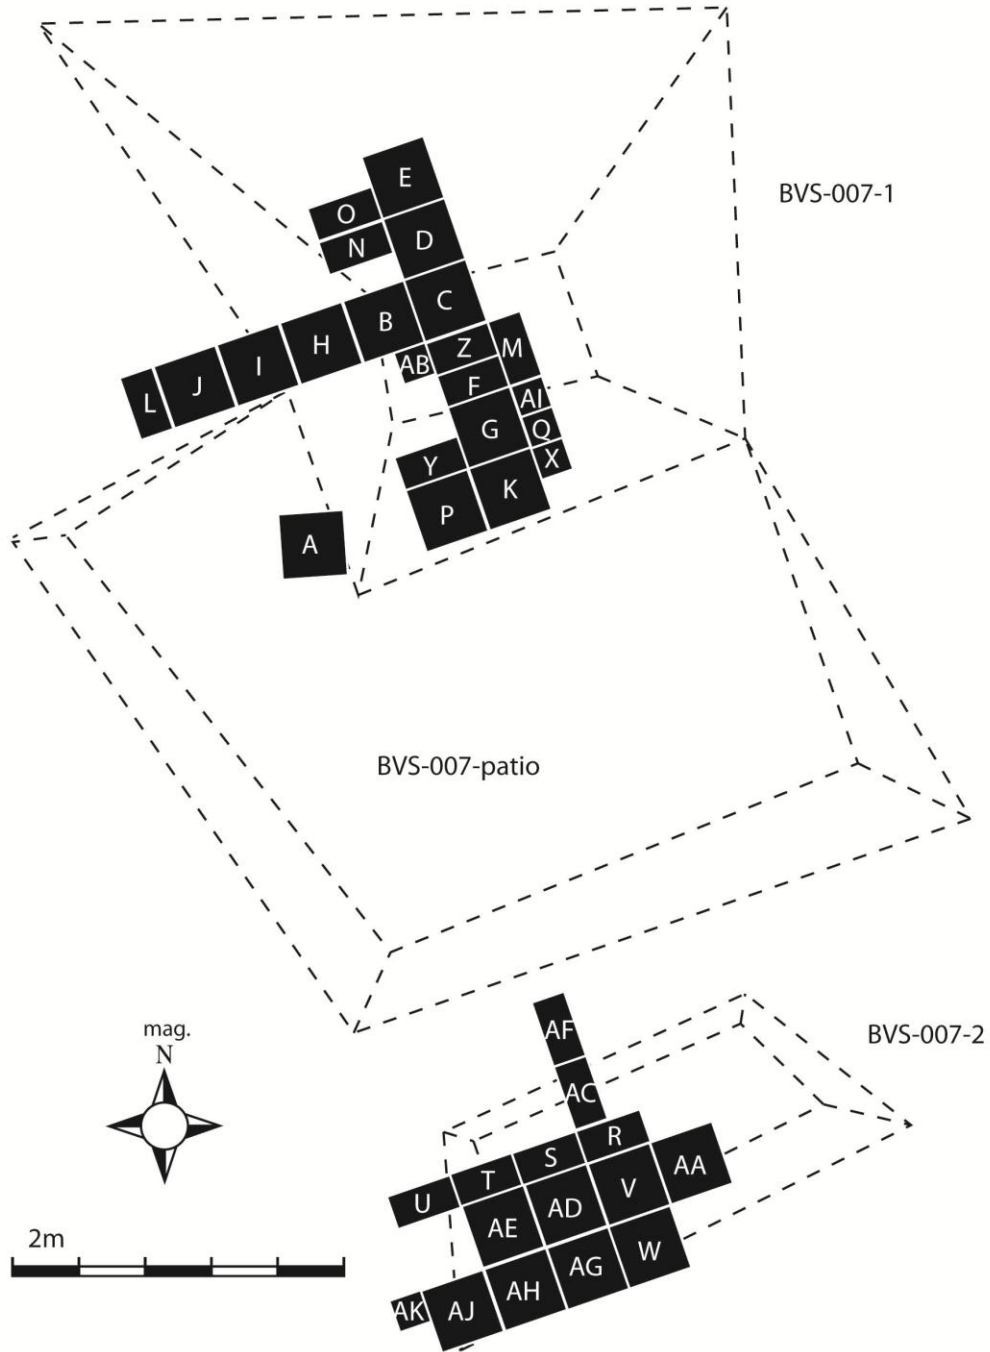 BVS-007-1
E
O
D
N
C
B
Z
M
H
AB
I
F
J
AI
L
G
Q
Y
X
K
P
A
BVS-007-patio
mag.
N
AF
BVS-007-2
AC
R
S
AA
T
V
U
AD
AE
2m
W
AG
AH
AK
AJ